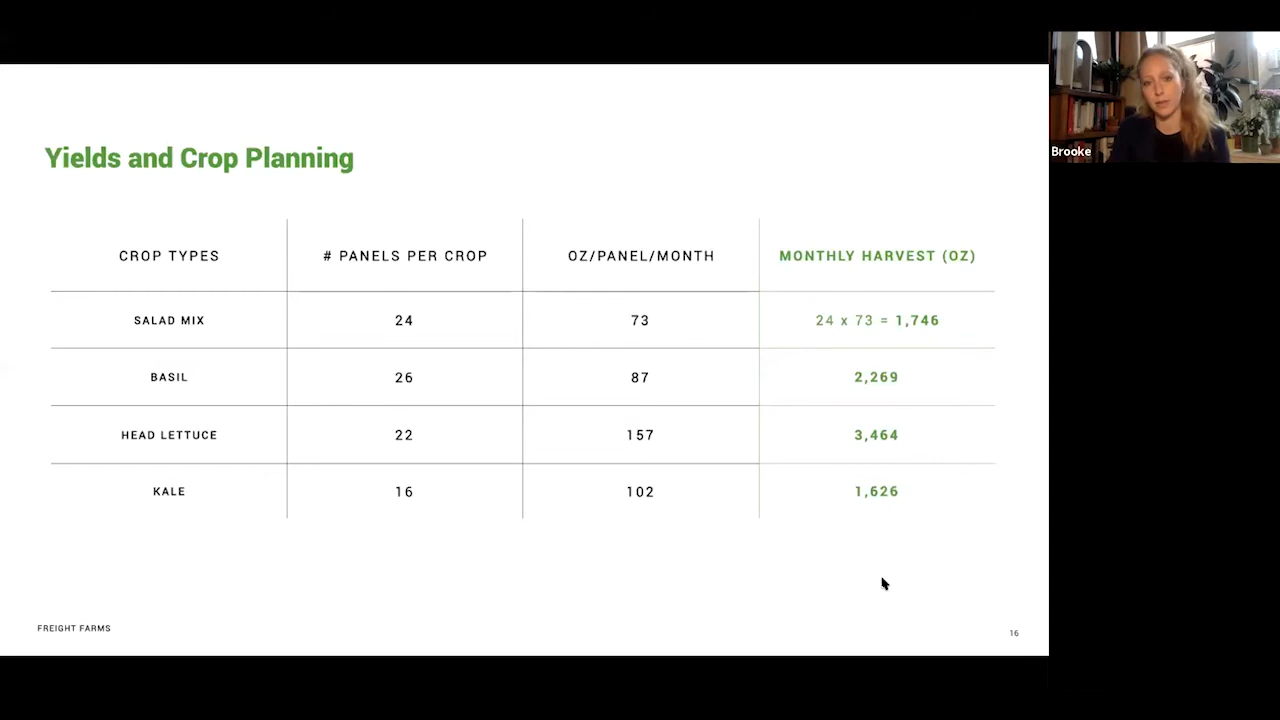 Yields and Crop Planning
CROP TYPES # PANELS PER CROP OZ/PANEL/MONTH MONTHLY HARVEST (OZ)
SALAD MIX 24 73 24 x 73 = 1,746
BASIL 26 87 2,269
HEAD LETTUCE 22 157 3,464
KALE 16 102 1,626
FREIGHT FARMS 16
Brooke